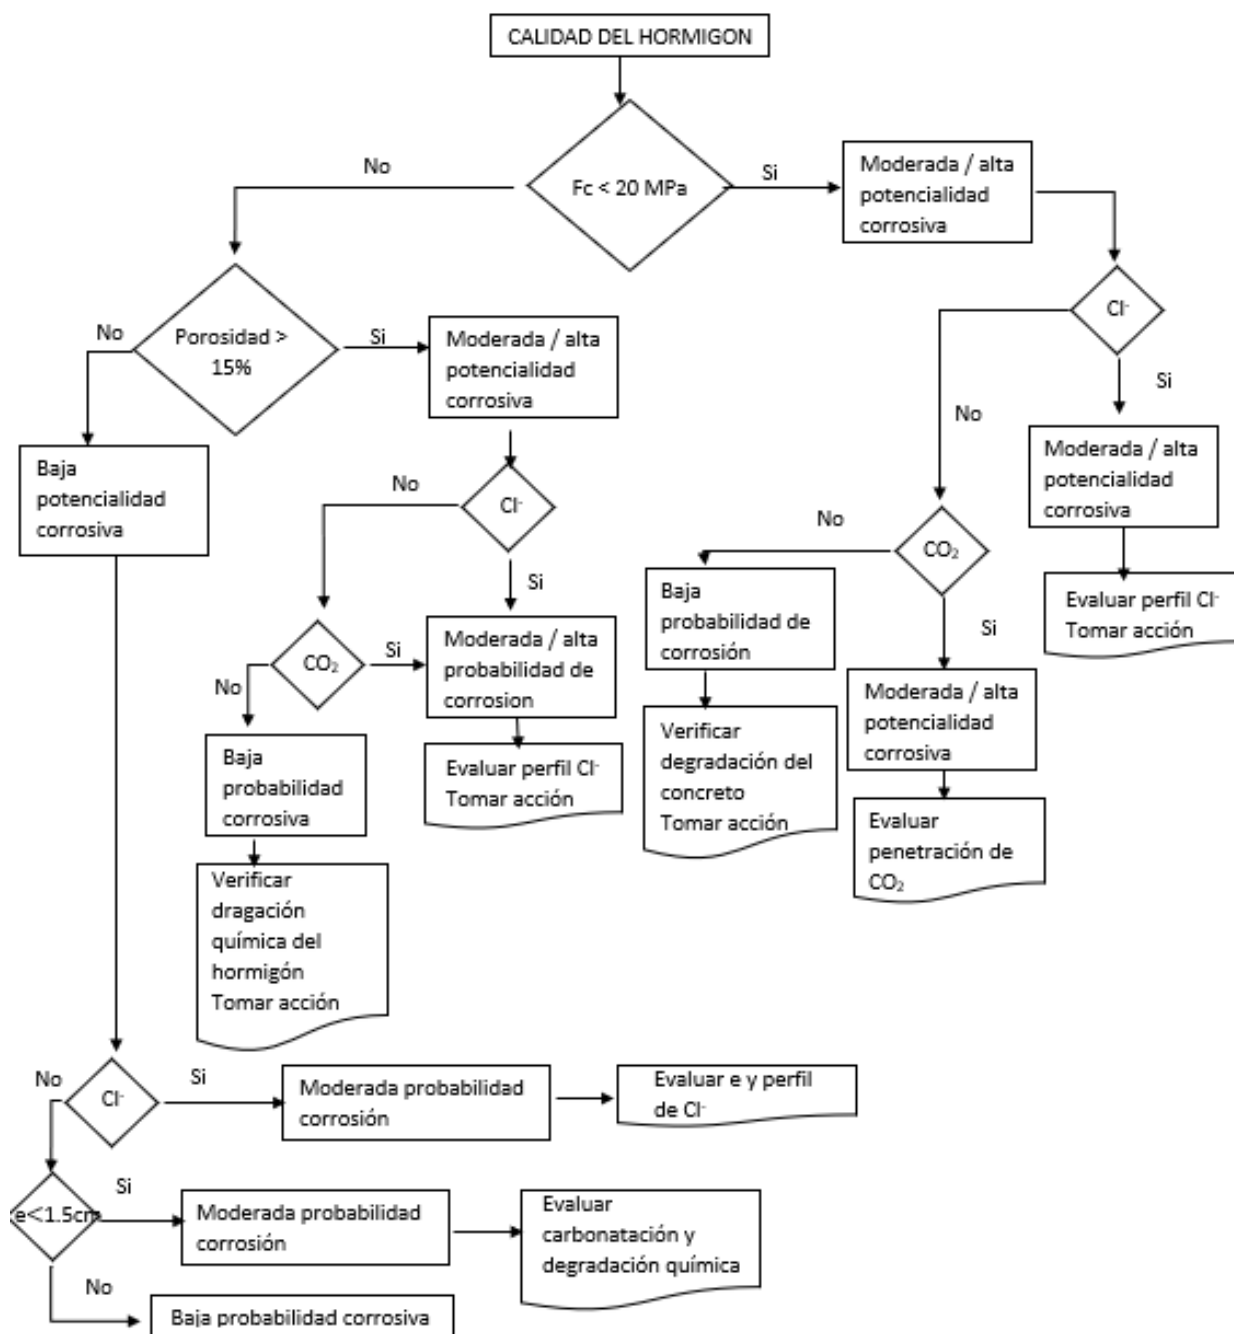 CALIDAD DEL HORMIGON
Fc < 20 MPa
No
Si
Moderada / alta
potencialidad
corrosiva
Cl-
No
Si
Moderada / alta
potencialidad
corrosiva
Evaluar perfil Cl-
Tomar acción
CO₂
No
Si
Baja
probabilidad de
corrosión
Verificar
degradación del
concreto
Tomar acción
Moderada / alta
potencialidad
corrosiva
Evaluar
penetración de
CO₂
Porosidad >
15%
No
Si
Moderada / alta
potencialidad
corrosiva
Cl-
No
Si
Moderada / alta
probabilidad de
corrosion
Evaluar perfil Cl-
Tomar acción
CO₂
Si
No
Baja
probabilidad
corrosiva
Verificar
dragación
química del
hormigón
Tomar acción
Baja
potencialidad
corrosiva
Cl-
No
Si
Moderada probabilidad
corrosión
Evaluar e y perfil
de Cl-
e<1.5cm
Si
Moderada probabilidad
corrosión
Evaluar
carbonatación y
degradación química
No
Baja probabilidad corrosiva